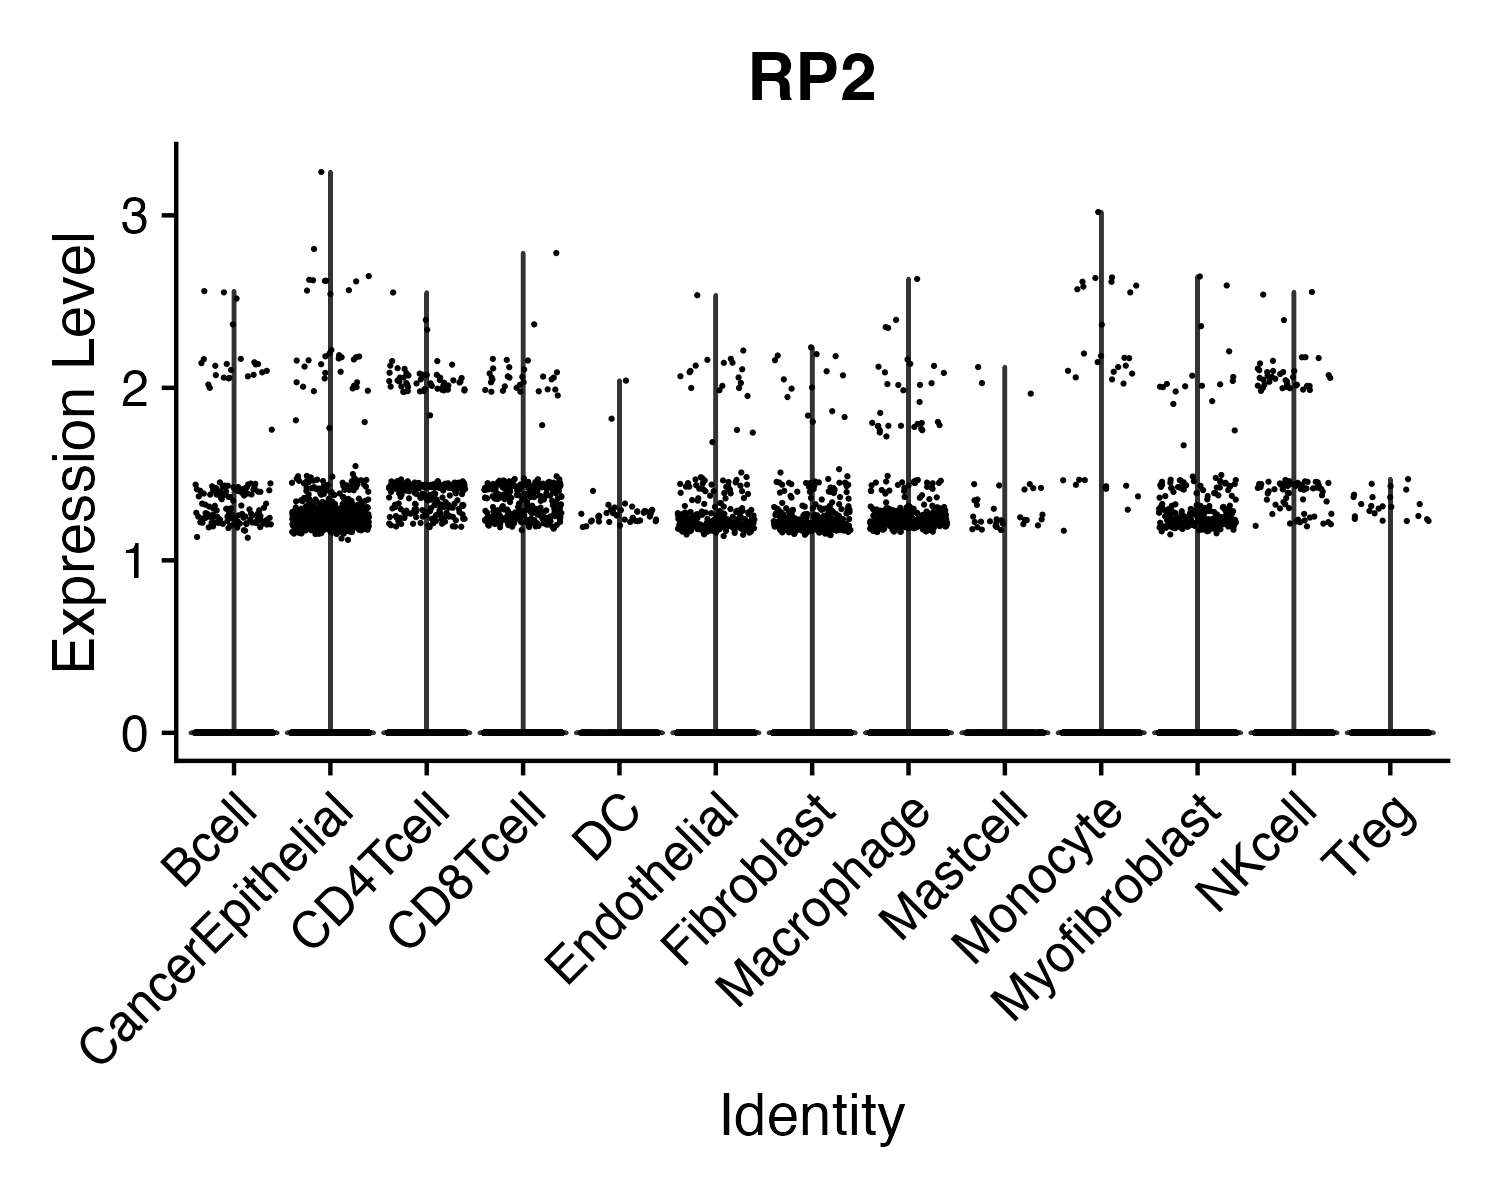 RP2
Expression Level
3
2
1
0
Bcell
CancerEpithelial
CD4Tcell
CD8Tcell
DC
Endothelial
Fibroblast
Macrophage
Mastcell
Monocyte
Myofibroblast
NKcell
Treg
Identity